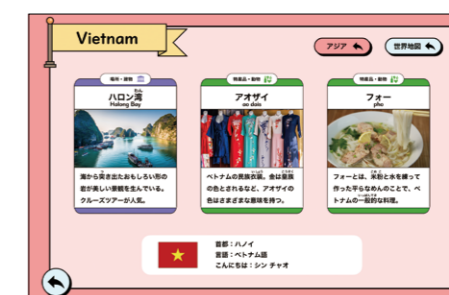 Vietnam
アジア
世界地図
場所・建物
ハロン湾
わん
Halong Bay
海から突き出たおもしろい形の
岩が美しい景観を生んでいる。
クルーズツアーが人気。
特産品・動物
アオザイ
ao dais
ベトナムの民族衣装。金は皇族
の色とされるなど、アオザイの
色はさまざまな意味を持つ。
特産品・動物
フォー
pho
フォーとは、米粉と水を練って
作った平らなめんのことで、ベ
トナムの一般的な料理。
首都：ハノイ
言語：ベトナム語
こんにちは：シン チャオ